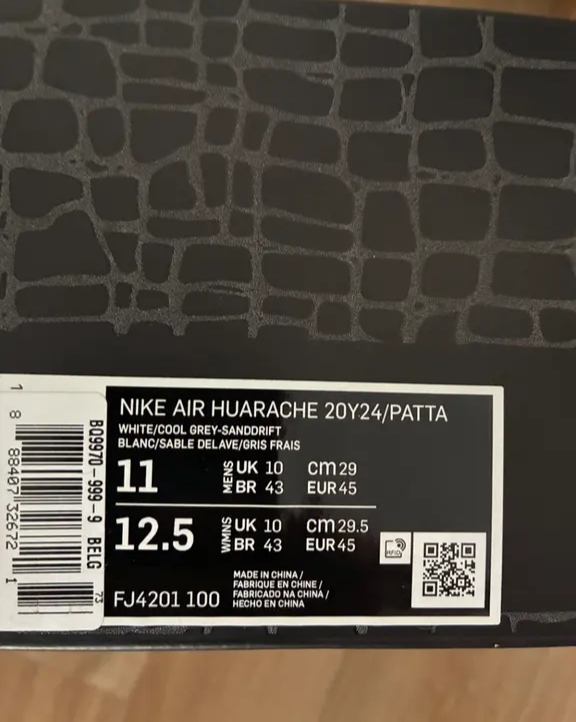 NIKE AIR HUARACHE 20Y24/PATTA
WHITE/COOL GREY-SANDDRIFT
BLANC/SABLE DELAVE/GRIS FRAIS
11 MENS UK 10 cm 29
BR 43 EUR 45
12.5 WMNS UK 10 cm 29.5
BR 43 EUR 45
RFID
FJ4201 100
MADE IN CHINA /
FABRIQUE EN CHINE /
FABRICADO NA CHINA /
HECHO EN CHINA
BQ9970-999-9 BELG
73
1 88407 32672 1
8